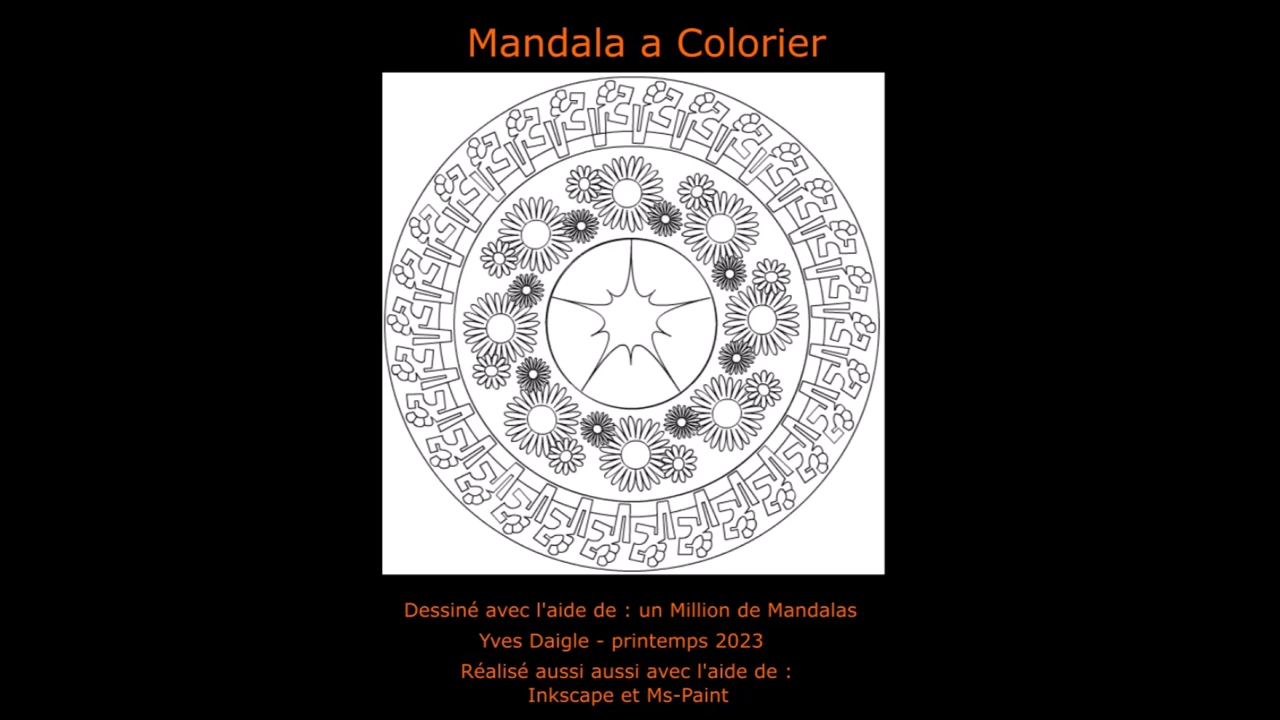 Mandala a Colorier
Dessiné avec l'aide de : un Million de Mandalas
Yves Daigle - printemps 2023
Réalisé aussi aussi avec l'aide de :
Inkscape et Ms-Paint